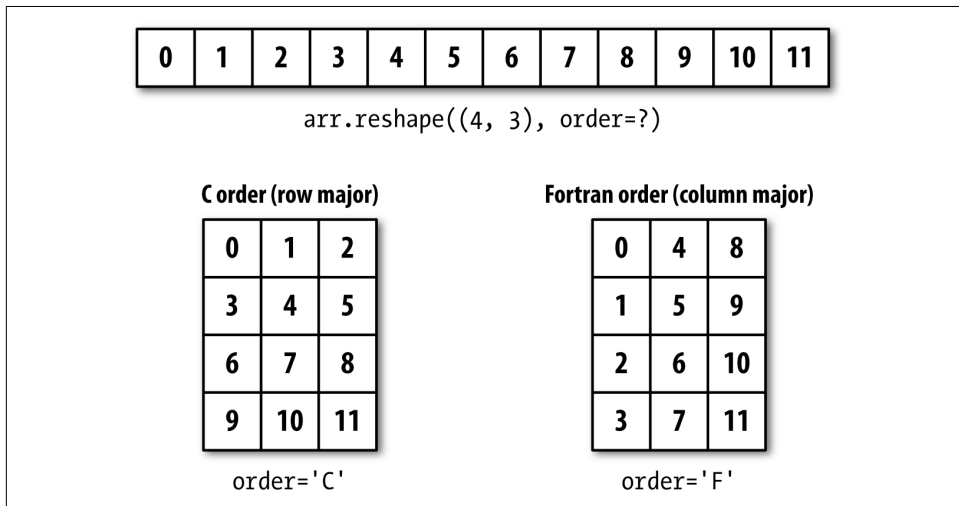 0 1 2 3 4 5 6 7 8 9 10 11
arr.reshape((4, 3), order=?)
C order (row major)
0 1 2
3 4 5
6 7 8
9 10 11
order='C'
Fortran order (column major)
0 4 8
1 5 9
2 6 10
3 7 11
order='F'